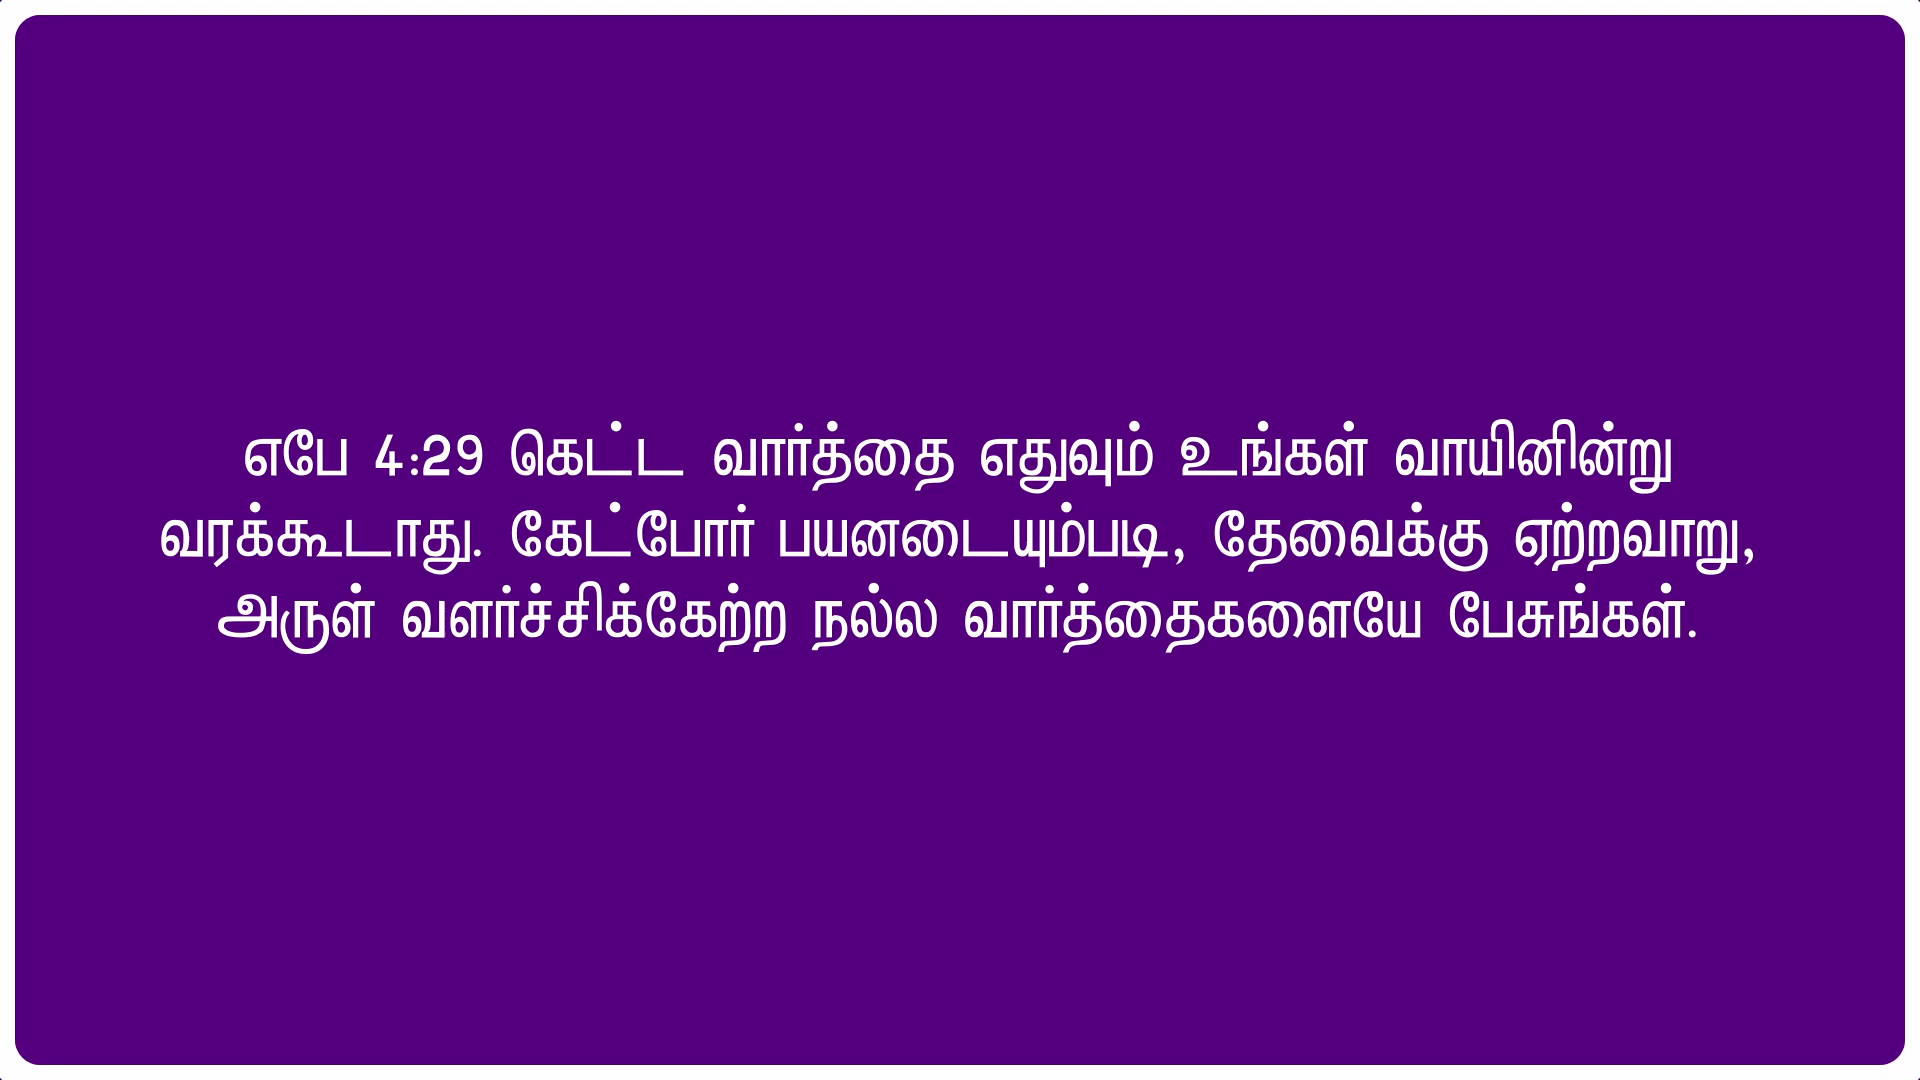 எபே 4:29 கெட்ட வார்த்தை எதுவும் உங்கள் வாயினின்று
வரக்கூடாது. கேட்போர் பயனடையும்படி, தேவைக்கு ஏற்றவாறு,
அருள் வளர்ச்சிக்கேற்ற நல்ல வார்த்தைகளையே பேசுங்கள்.